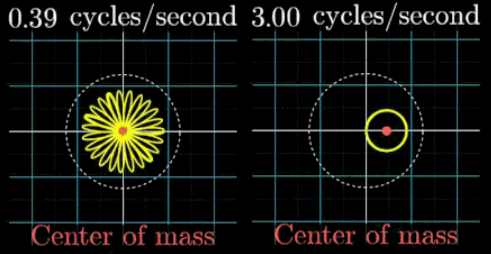 0.39 cycles/second
3.00 cycles/second
Center of mass
Center of mass